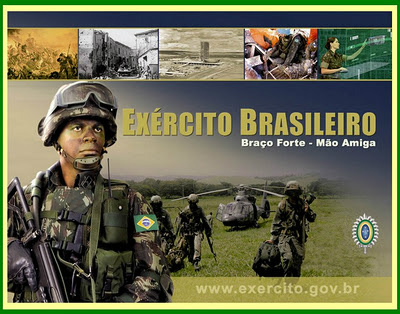 EXÉRCITO BRASILEIRO
Braço Forte - Mão Amiga
www.exercito.gov.br